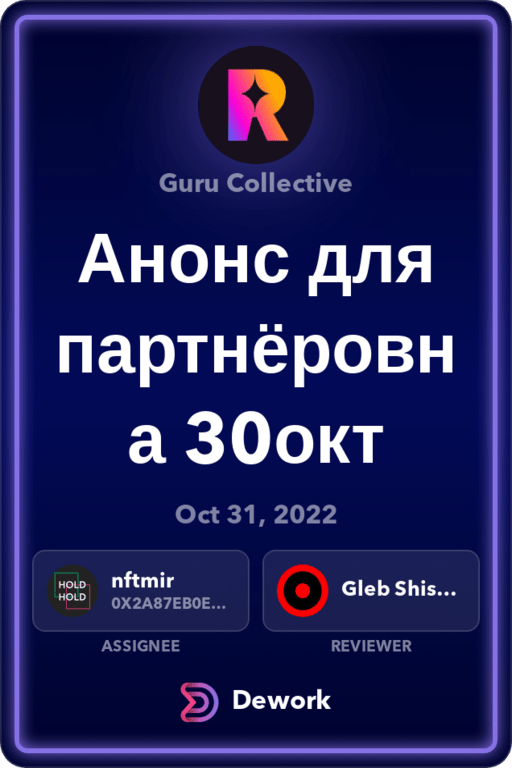 Guru Collective
Анонс для
партнёровн
а 30окт
Oct 31, 2022
HOLD
HOLD
nftmir
0X2A87EB0E...
Gleb Shis...
ASSIGNEE
REVIEWER
Dework